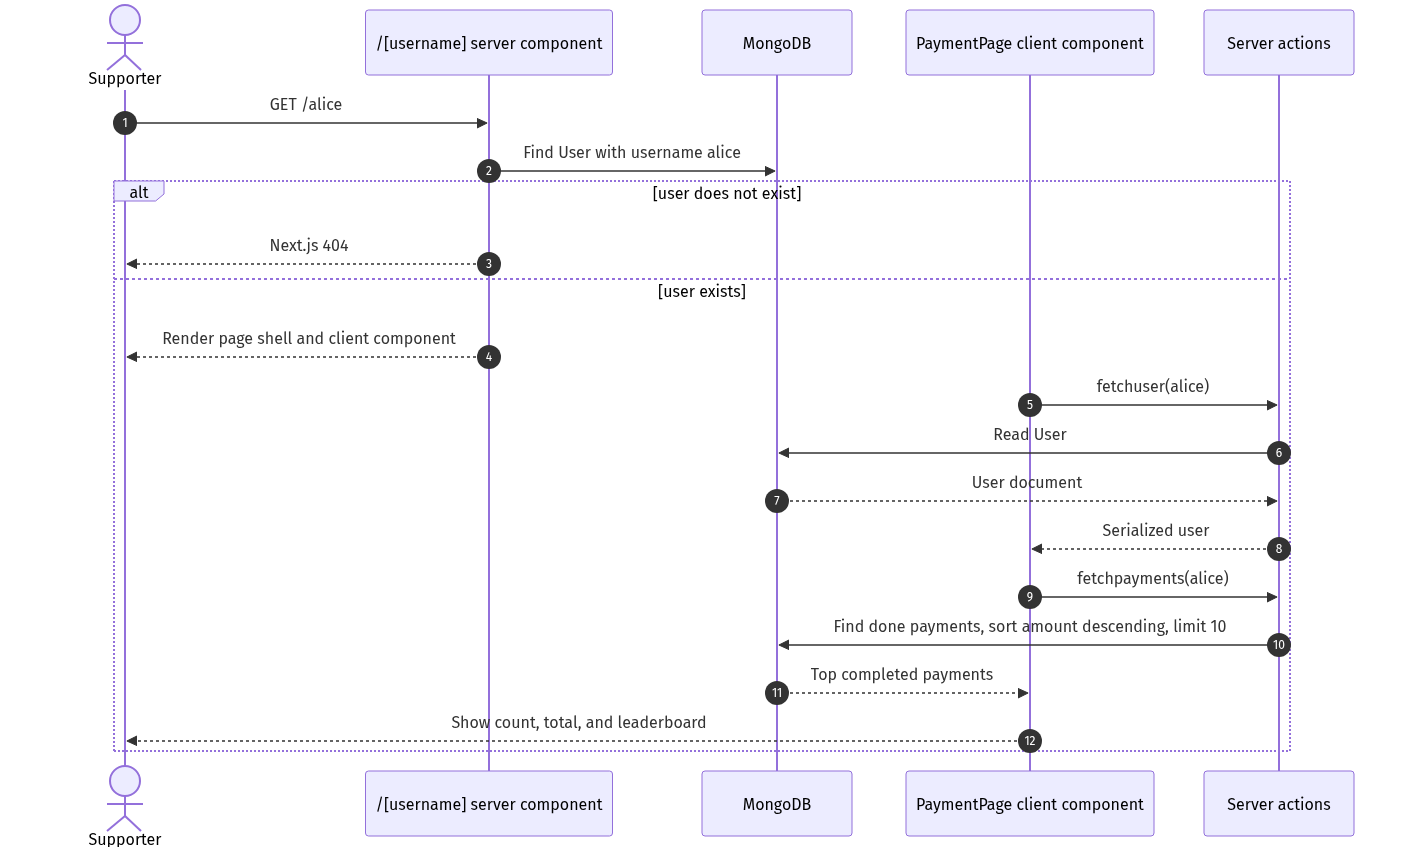 Supporter
/[username] server component
MongoDB
PaymentPage client component
Server actions
GET /alice
1
Find User with username alice
2
alt
[user does not exist]
Next.js 404
3
[user exists]
Render page shell and client component
4
fetchuser(alice)
5
Read User
6
User document
7
Serialized user
8
fetchpayments(alice)
9
Find done payments, sort amount descending, limit 10
10
Top completed payments
11
Show count, total, and leaderboard
12
Supporter
/[username] server component
MongoDB
PaymentPage client component
Server actions